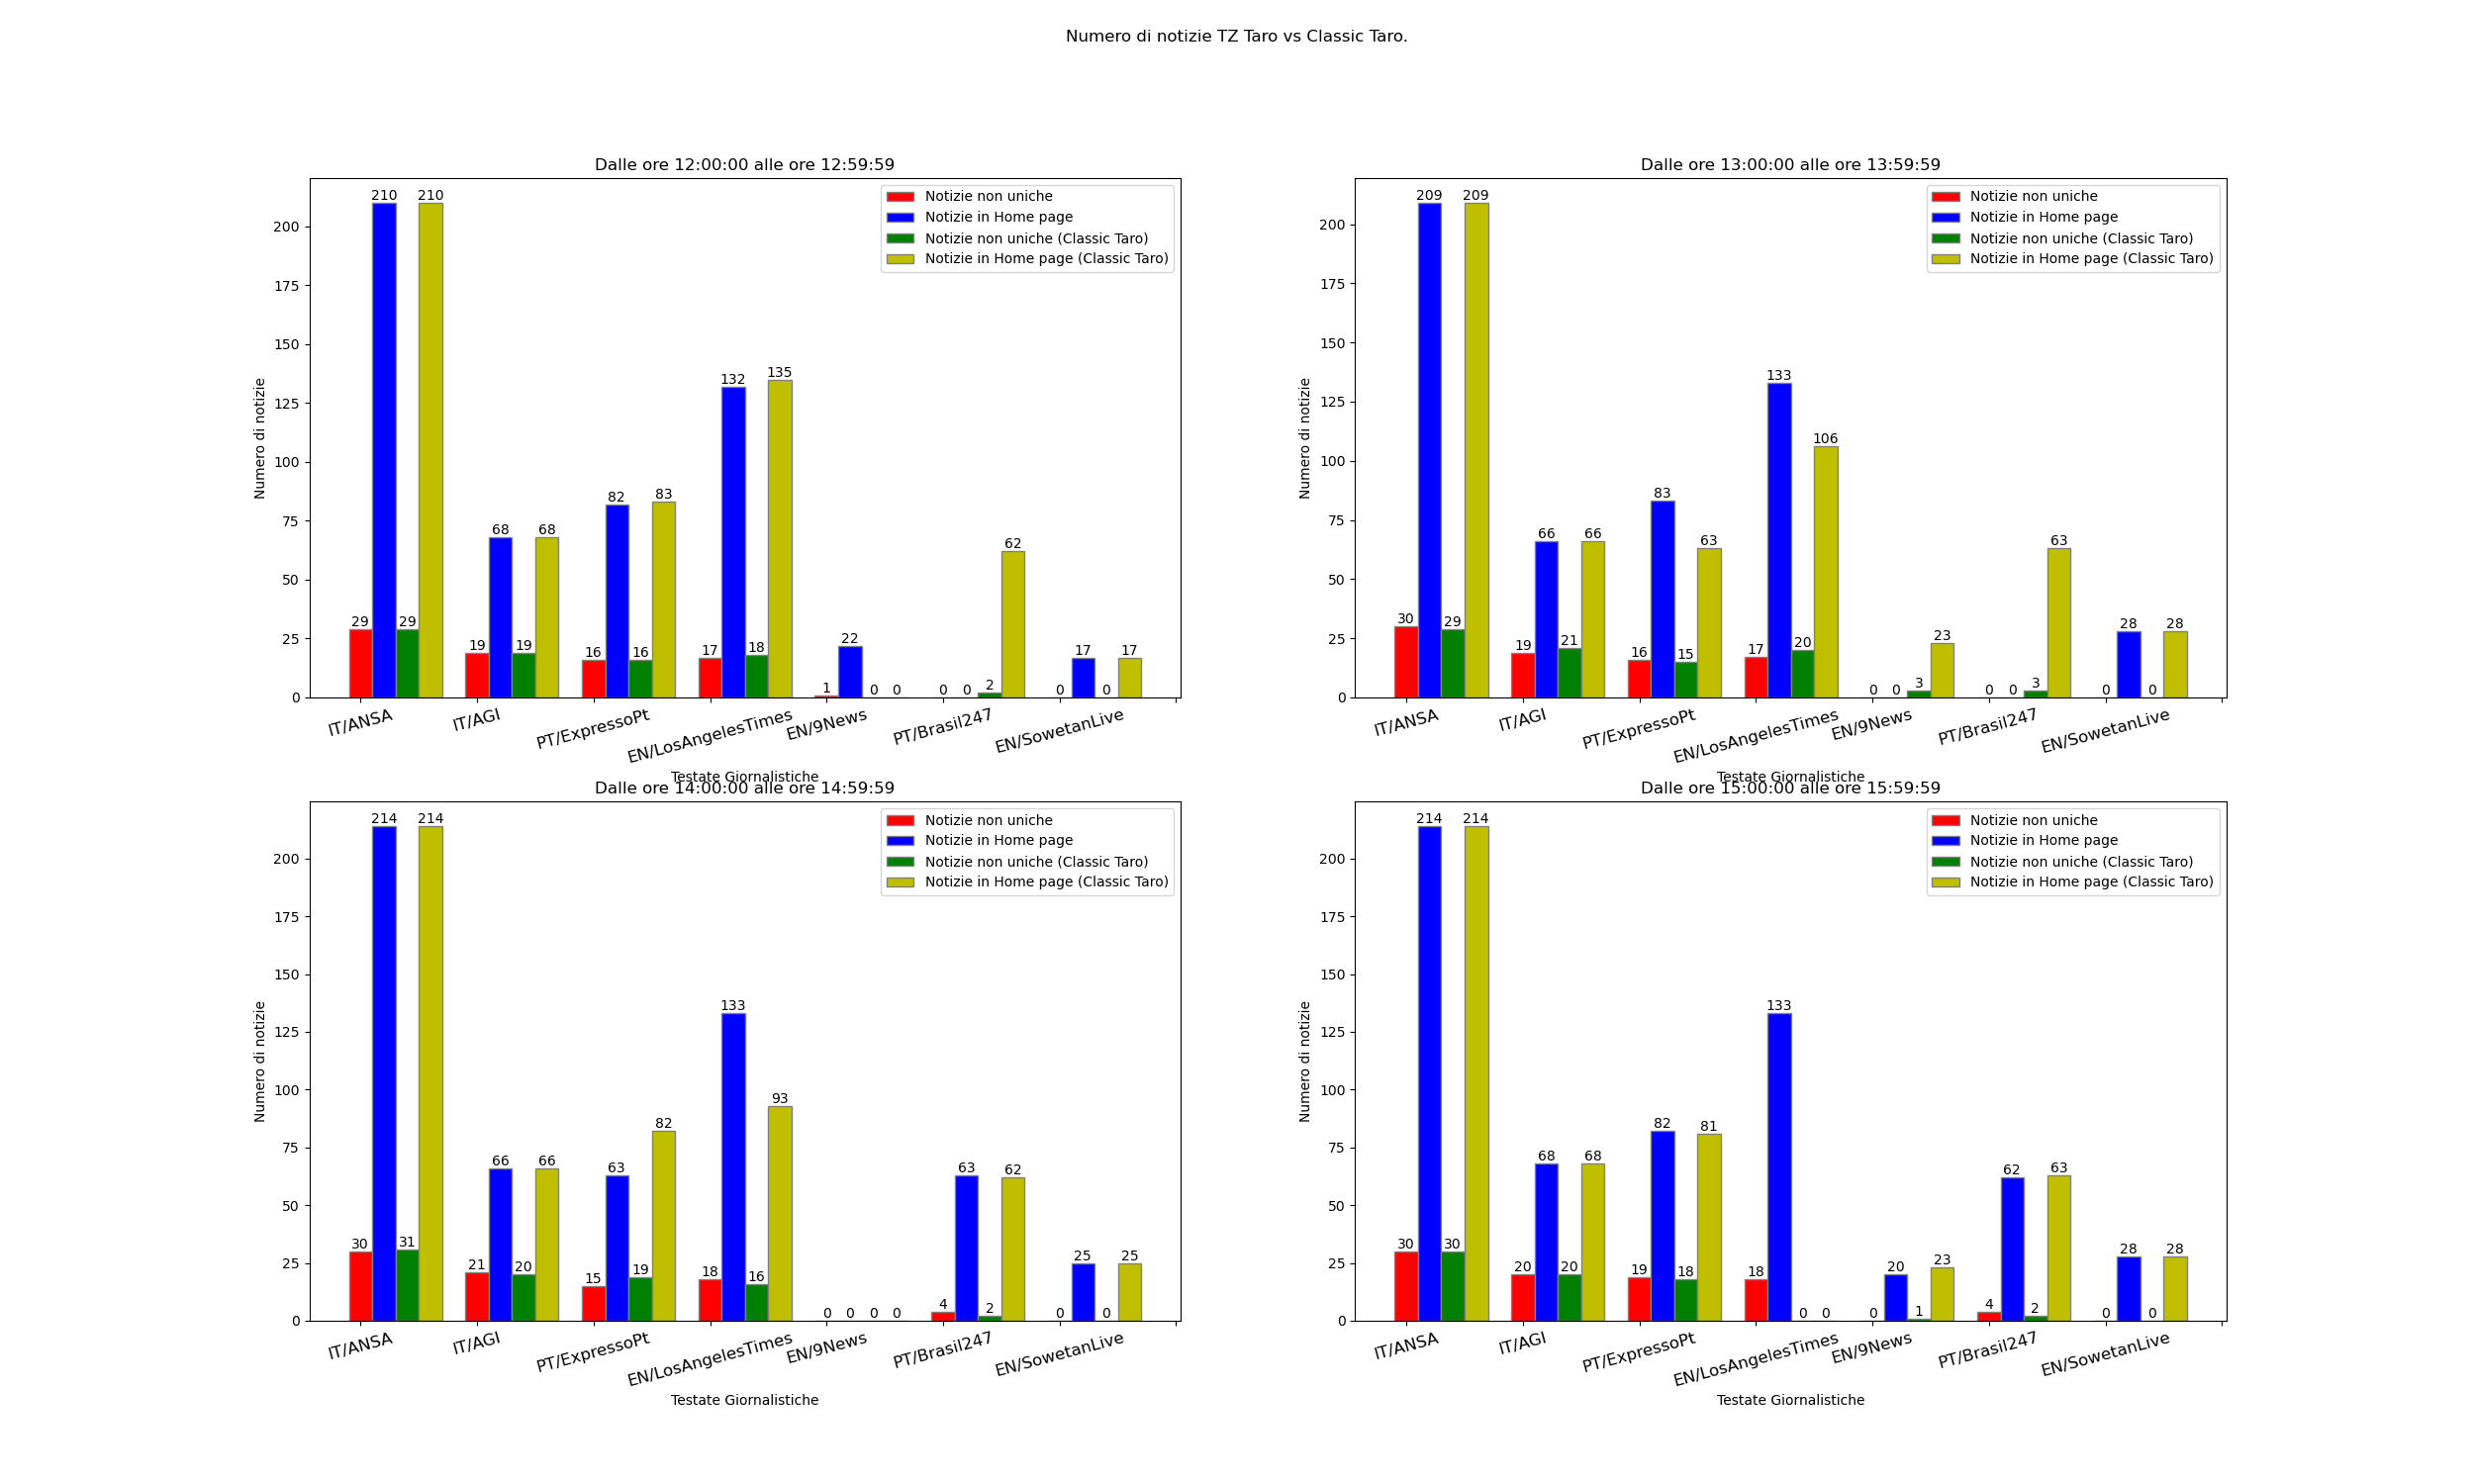 Numero di notizie TZ Taro vs Classic Taro.
Dalle ore 12:00:00 alle ore 12:59:59
Numero di notizie
200
175
150
125
100
75
50
25
0
210 210
68 68
82 83
132 135
62
29 29
19 19
16 16
17 18
1 22 0 0
0 0 2
0 17 0 17
Notizie non uniche
Notizie in Home page
Notizie non uniche (Classic Taro)
Notizie in Home page (Classic Taro)
IT/ANSA
IT/AGI
PT/ExpressoPt
EN/LosAngelesTimes
EN/9News
PT/Brasil247
EN/SowetanLive
Testate Giornalistiche
Dalle ore 13:00:00 alle ore 13:59:59
Numero di notizie
200
175
150
125
100
75
50
25
0
30 209 29 209
19 66 21 66
16 83 15 63
17 133 20 106
0 0 3 23
0 0 3 63
0 28 0 28
Notizie non uniche
Notizie in Home page
Notizie non uniche (Classic Taro)
Notizie in Home page (Classic Taro)
IT/ANSA
IT/AGI
PT/ExpressoPt
EN/LosAngelesTimes
EN/9News
PT/Brasil247
EN/SowetanLive
Testate Giornalistiche
Dalle ore 14:00:00 alle ore 14:59:59
Numero di notizie
200
175
150
125
100
75
50
25
0
30 214 31 214
21 66 20 66
15 63 19 82
18 133 16 93
0 0 0 0
4 63 2 62
0 25 0 25
Notizie non uniche
Notizie in Home page
Notizie non uniche (Classic Taro)
Notizie in Home page (Classic Taro)
IT/ANSA
IT/AGI
PT/ExpressoPt
EN/LosAngelesTimes
EN/9News
PT/Brasil247
EN/SowetanLive
Testate Giornalistiche
Dalle ore 15:00:00 alle ore 15:59:59
Numero di notizie
200
175
150
125
100
75
50
25
0
30 214 30 214
20 68 20 68
19 82 18 81
18 133 0 0
0 20 1 23
4 62 2 63
0 28 0 28
Notizie non uniche
Notizie in Home page
Notizie non uniche (Classic Taro)
Notizie in Home page (Classic Taro)
IT/ANSA
IT/AGI
PT/ExpressoPt
EN/LosAngelesTimes
EN/9News
PT/Brasil247
EN/SowetanLive
Testate Giornalistiche